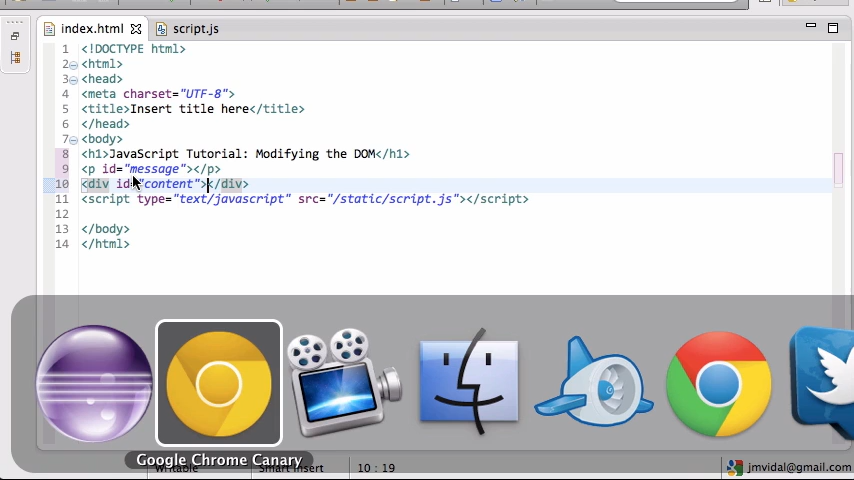 index.html
script.js
1 <!DOCTYPE html>
2 <html>
3 <head>
4 <meta charset="UTF-8">
5 <title>Insert title here</title>
6 </head>
7 <body>
8 <h1>JavaScript Tutorial: Modifying the DOM</h1>
9 <p id="message"></p>
10 <div id="content"></div>
11 <script type="text/javascript" src="/static/script.js"></script>
12
13 </body>
14 </html>
Google Chrome Canary
Writable
Smart Insert
10 : 19
jmvidal@gmail.com